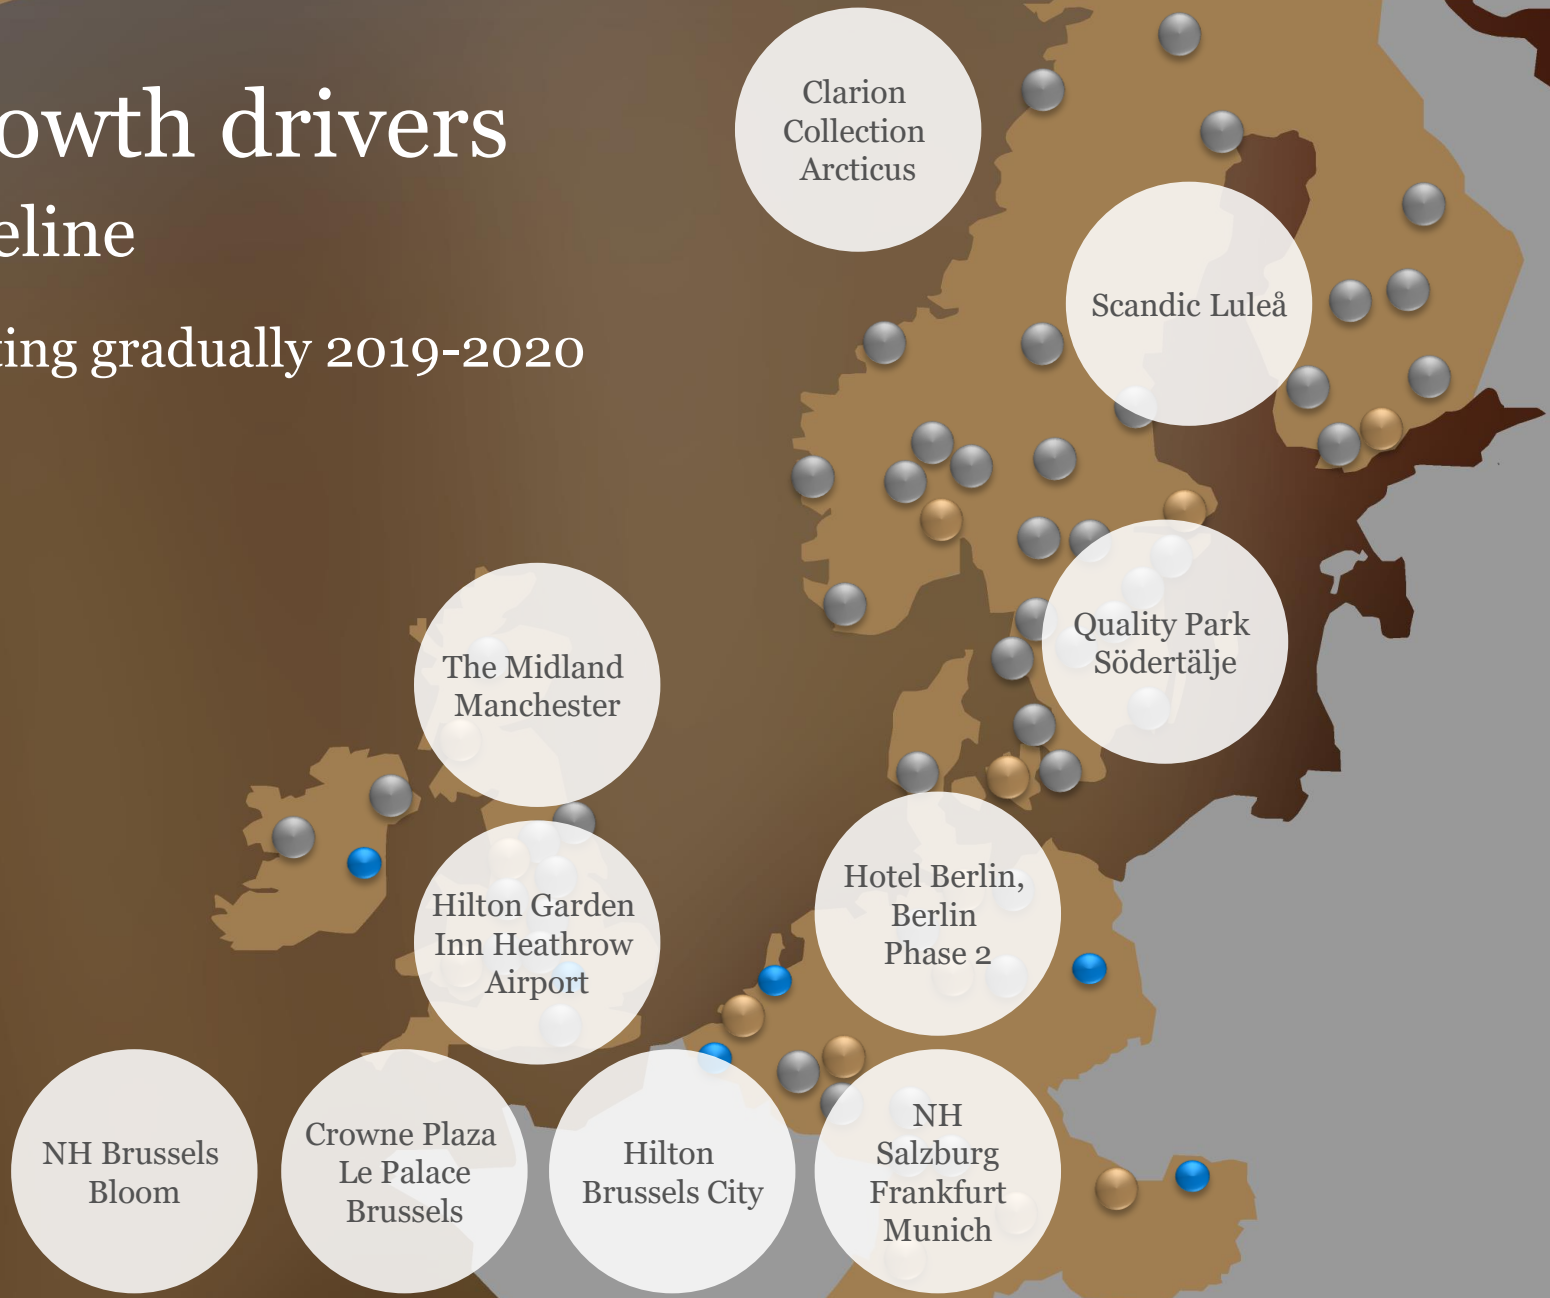 owth drivers
eline
ting gradually 2019-2020
Clarion
Collection
Arcticus
Scandic Luleå
Quality Park
Södertälje
The Midland
Manchester
Hilton Garden
Inn Heathrow
Airport
Hotel Berlin,
Berlin
Phase 2
NH Brussels
Bloom
Crowne Plaza
Le Palace
Brussels
Hilton
Brussels City
NH
Salzburg
Frankfurt
Munich